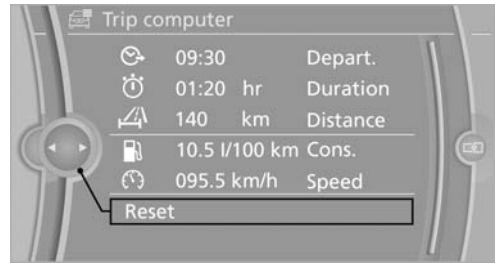 Trip computer
09:30 Depart.
01:20 hr Duration
140 km Distance
10.5 l/100 km Cons.
095.5 km/h Speed
Reset